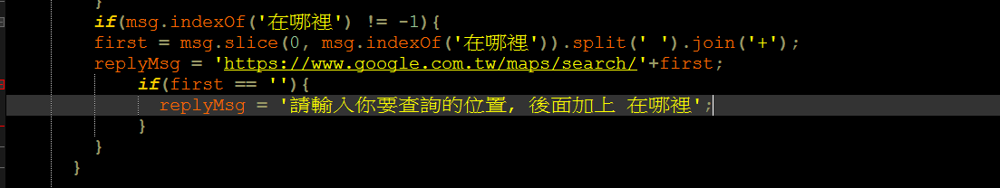 }
if(msg.indexOf('在哪裡') != -1){
first = msg.slice(0, msg.indexOf('在哪裡')).split(' ').join('+');
replyMsg = 'https://www.google.com.tw/maps/search/'+first;
if(first == ''){
replyMsg = '請輸入你要查詢的位置, 後面加上 在哪裡';
}
}
}